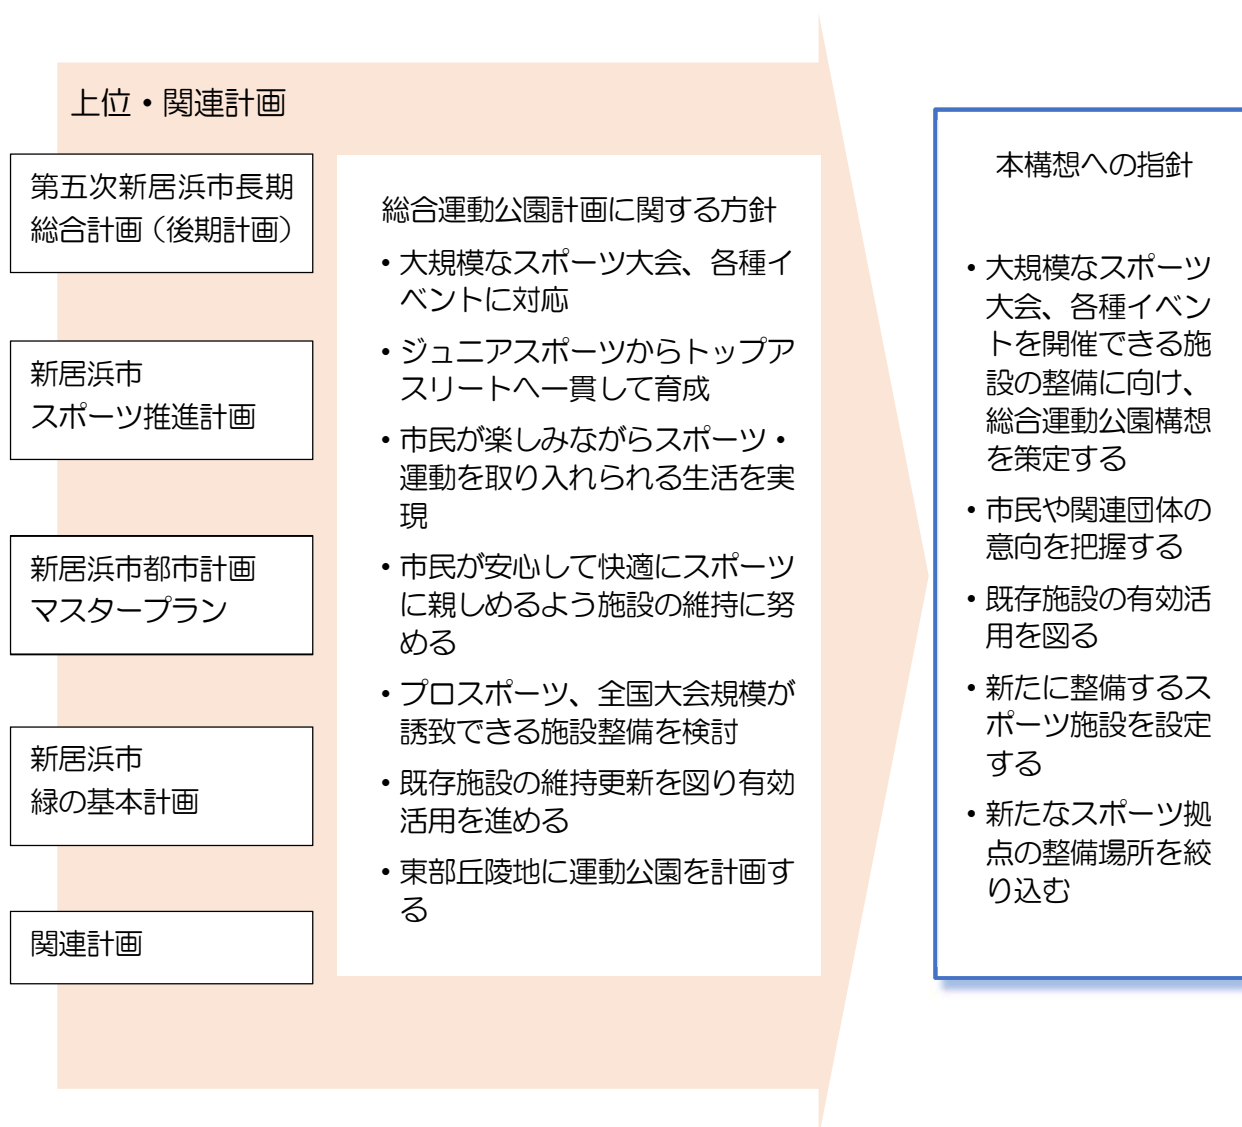 上位・関連計画
第五次新居浜市長期
総合計画（後期計画）
新居浜市
スポーツ推進計画
新居浜市都市計画
マスタープラン
新居浜市
緑の基本計画
関連計画
総合運動公園計画に関する方針
・大規模なスポーツ大会、各種イ
ベントに対応
・ジュニアスポーツからトップア
スリートへ一貫して育成
・市民が楽しみながらスポーツ・
運動を取り入れられる生活を実
現
・市民が安心して快適にスポーツ
に親しめるよう施設の維持に努
める
・プロスポーツ、全国大会規模が
誘致できる施設整備を検討
・既存施設の維持更新を図り有効
活用を進める
・東部丘陵地に運動公園を計画す
る
本構想への指針
・大規模なスポーツ
大会、各種イベン
トを開催できる施
設の整備に向け、
総合運動公園構想
を策定する
・市民や関連団体の
意向を把握する
・既存施設の有効活
用を図る
・新たに整備するス
ポーツ施設を設定
する
・新たなスポーツ拠
点の整備場所を絞
り込む